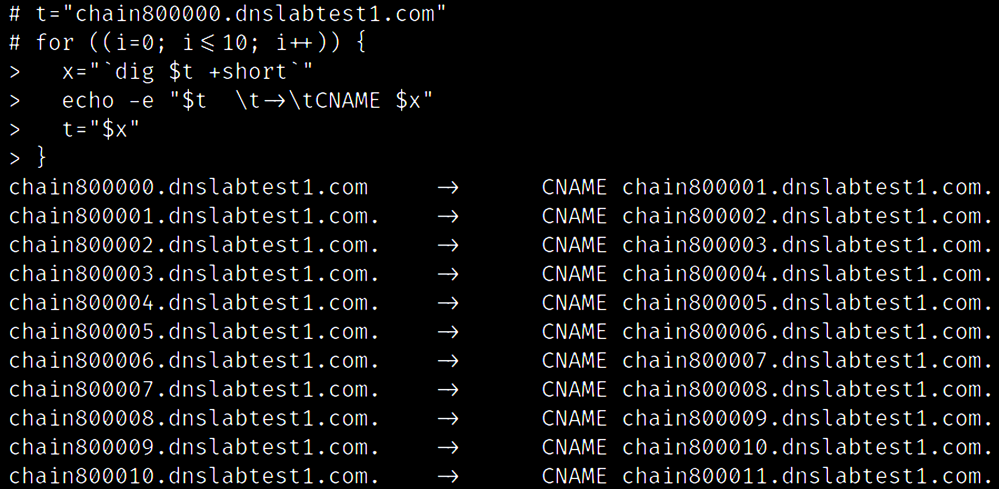 # t="chain800000.dnslabtest1.com"
# for ((i=0; i<=10; i++)) {
>   x="`dig $t +short`"
>   echo -e "$t  \t->\tCNAME $x"
>   t="$x"
> }
chain800000.dnslabtest1.com     ->      CNAME chain800001.dnslabtest1.com.
chain800001.dnslabtest1.com.    ->      CNAME chain800002.dnslabtest1.com.
chain800002.dnslabtest1.com.    ->      CNAME chain800003.dnslabtest1.com.
chain800003.dnslabtest1.com.    ->      CNAME chain800004.dnslabtest1.com.
chain800004.dnslabtest1.com.    ->      CNAME chain800005.dnslabtest1.com.
chain800005.dnslabtest1.com.    ->      CNAME chain800006.dnslabtest1.com.
chain800006.dnslabtest1.com.    ->      CNAME chain800007.dnslabtest1.com.
chain800007.dnslabtest1.com.    ->      CNAME chain800008.dnslabtest1.com.
chain800008.dnslabtest1.com.    ->      CNAME chain800009.dnslabtest1.com.
chain800009.dnslabtest1.com.    ->      CNAME chain800010.dnslabtest1.com.
chain800010.dnslabtest1.com.    ->      CNAME chain800011.dnslabtest1.com.